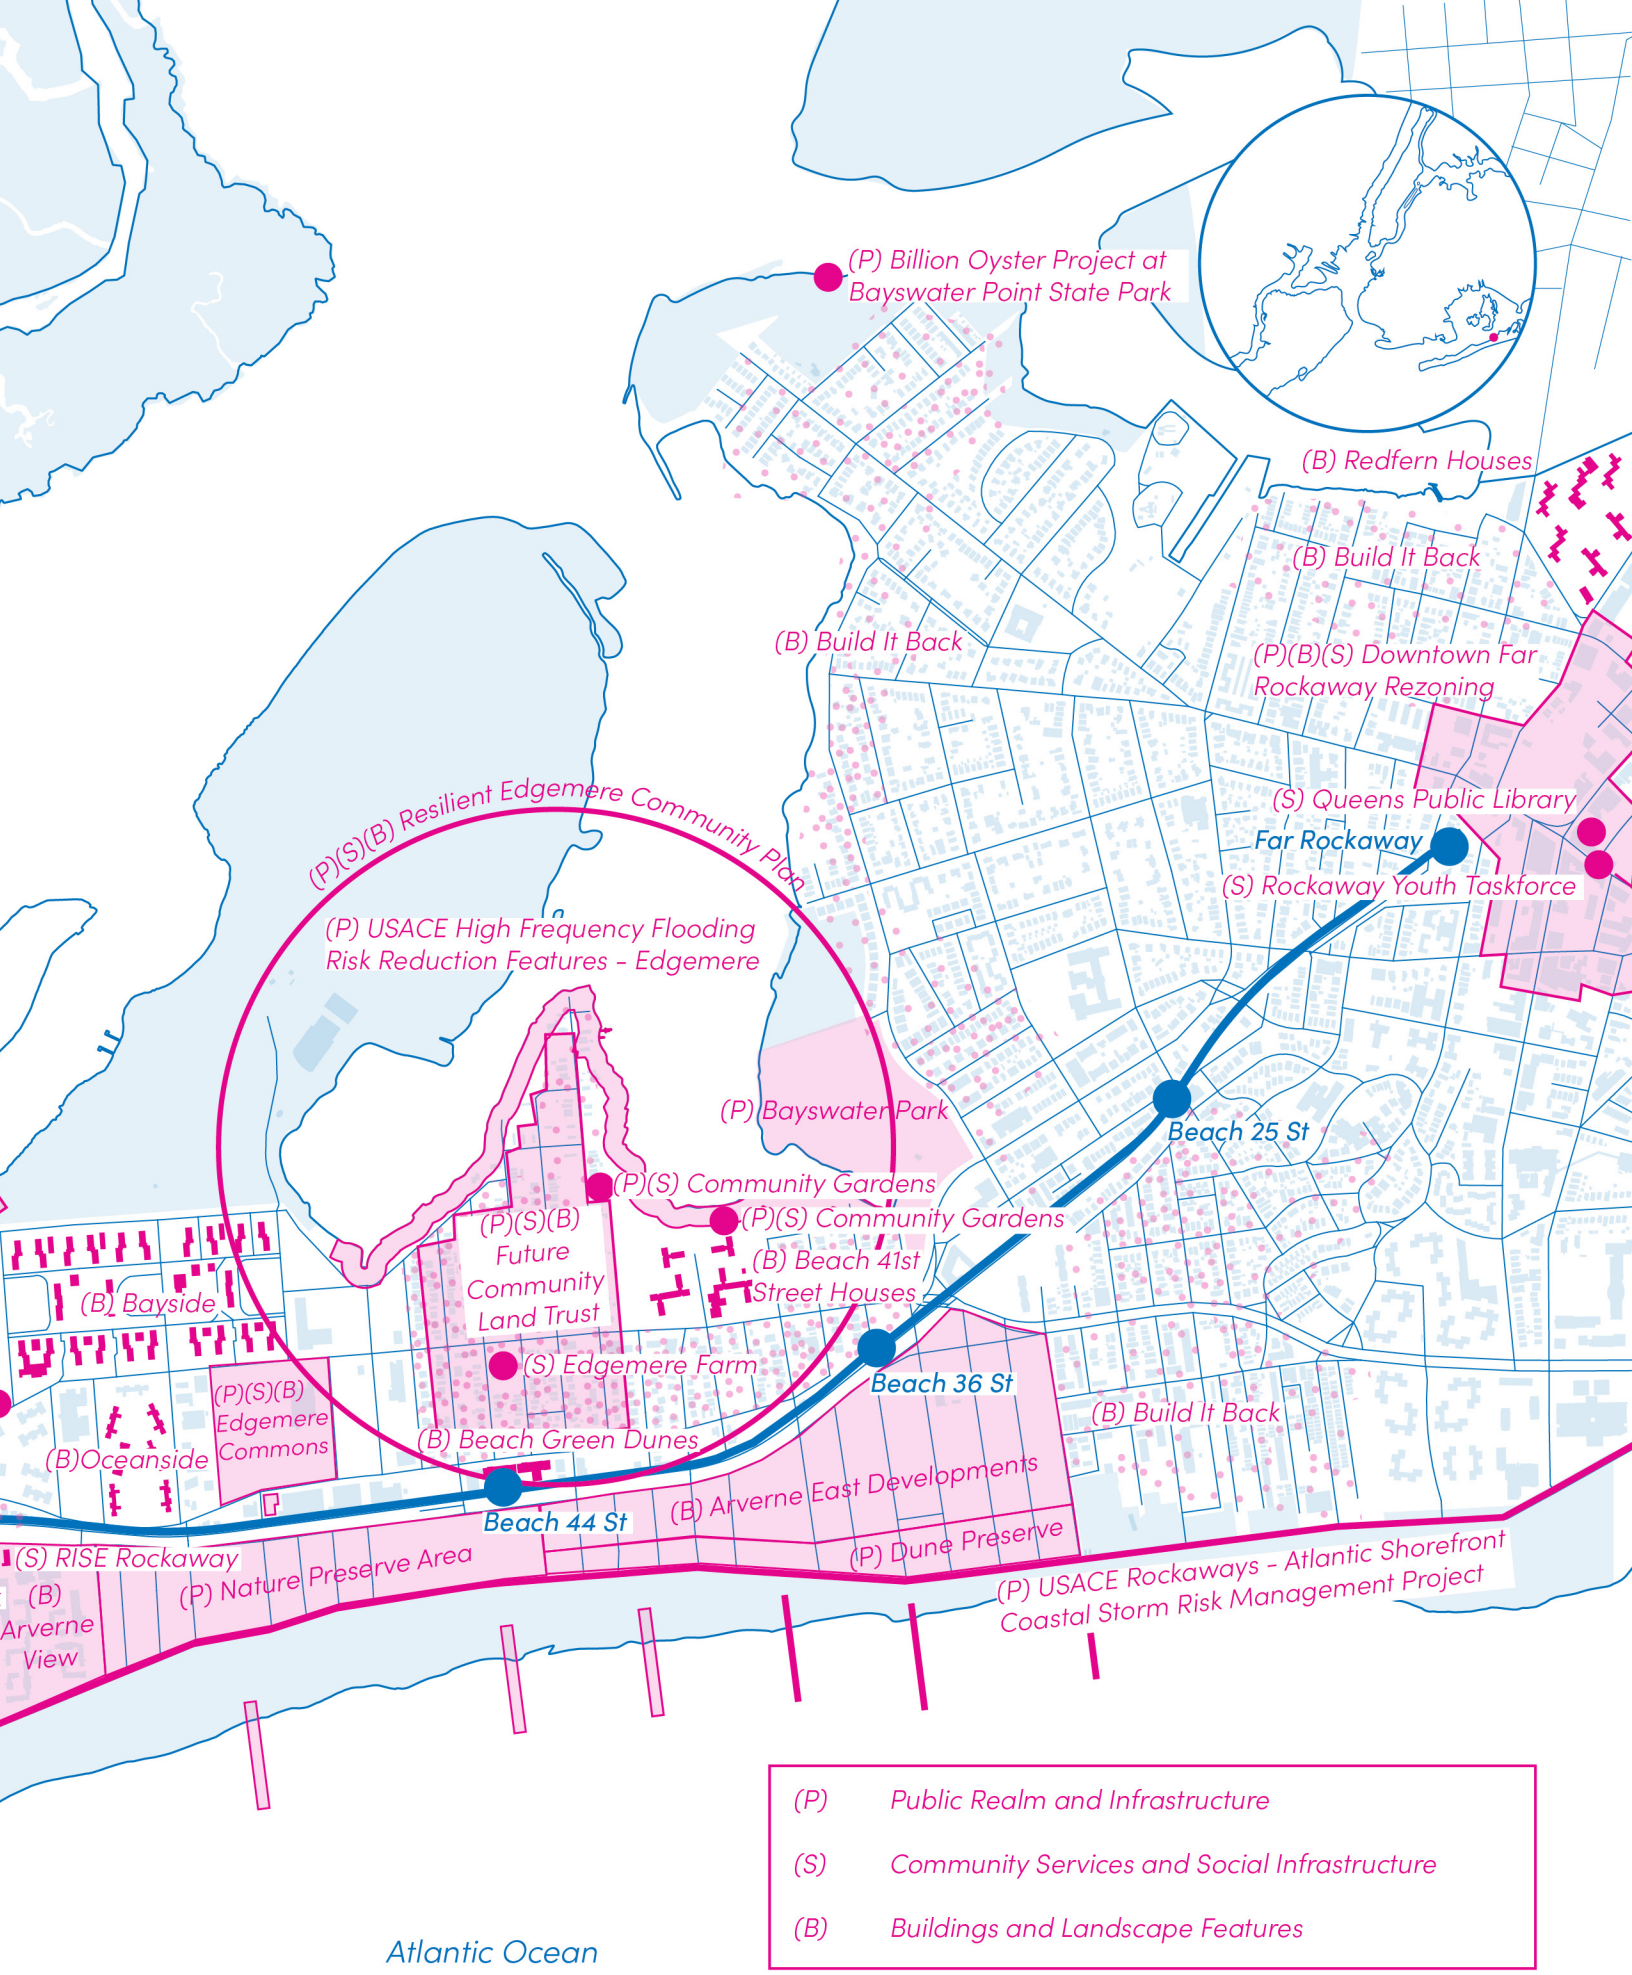 (P) Billion Oyster Project at
Bayswater Point State Park
(B) Redfern Houses
(B) Build It Back
(B) Build It Back
(P)(B)(S) Downtown Far
Rockaway Rezoning
(P)(S)(B) Resilient Edgemere Community Plan
(S) Queens Public Library
Far Rockaway
(S) Rockaway Youth Taskforce
(P) USACE High Frequency Flooding
Risk Reduction Features - Edgemere
(P) Bayswater Park
Beach 25 St
(P)(S) Community Gardens
(P)(S) Community Gardens
(P)(S)(B)
Future
Community
Land Trust
(B) Beach 41st
Street Houses
(B) Bayside
(S) Edgemere Farm
Beach 36 St
(P)(S)(B)
Edgemere
Commons
(B) Build It Back
(B) Beach Green Dunes
(B)Oceanside
(B) Arverne East Developments
Beach 44 St
(P) Dune Preserve
(S) RISE Rockaway
(P) Nature Preserve Area
(B)
Arverne
View
(P) USACE Rockaways - Atlantic Shorefront
Coastal Storm Risk Management Project
(P) Public Realm and Infrastructure
(S) Community Services and Social Infrastructure
(B) Buildings and Landscape Features
Atlantic Ocean